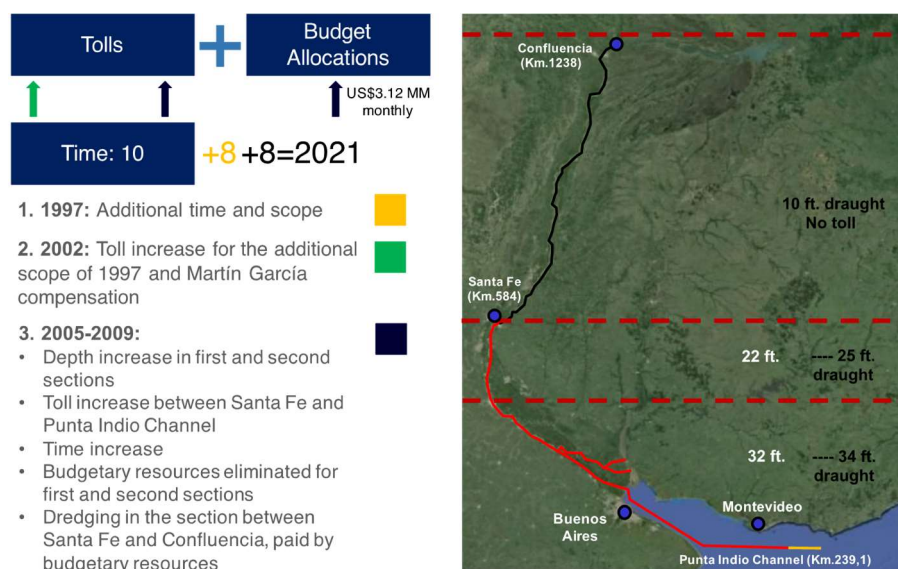 Tolls
Budget
Allocations
US$3.12 MM
monthly
Time: 10
+8 +8=2021
1. 1997: Additional time and scope
2. 2002: Toll increase for the additional
scope of 1997 and Martín García
compensation
3. 2005-2009:
• Depth increase in first and second
sections
• Toll increase between Santa Fe and
Punta Indio Channel
• Time increase
• Budgetary resources eliminated for
first and second sections
• Dredging in the section between
Santa Fe and Confluencia, paid by
budgetary resources
Confluencia
(Km.1238)
10 ft. draught
No toll
Santa Fe
(Km.584)
22 ft. ---- 25 ft.
draught
32 ft. ---- 34 ft.
draught
Montevideo
Buenos
Aires
Punta Indio Channel (Km.239,1)